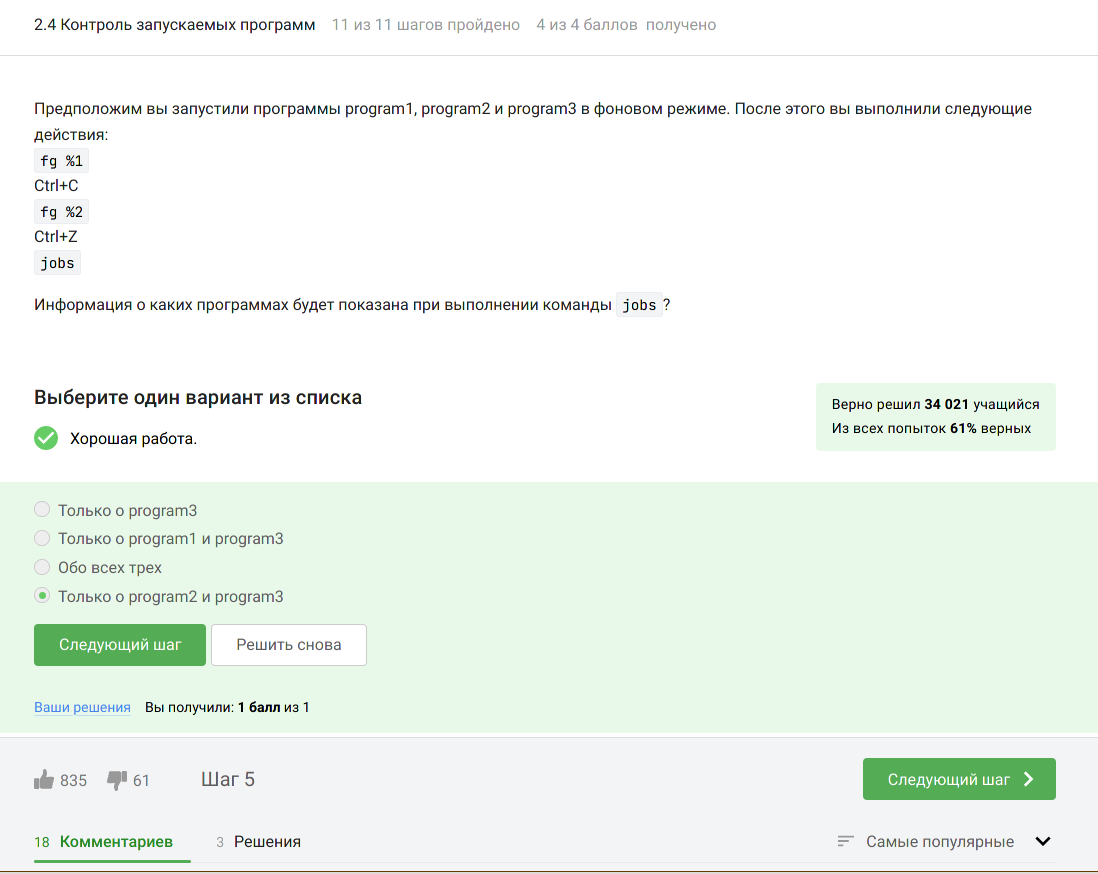 2.4 Контроль запускаемых программ 11 из 11 шагов пройдено 4 из 4 баллов получено
Предположим вы запустили программы program1, program2 и program3 в фоновом режиме. После этого вы выполнили следующие
действия:
fg %1
Ctrl+C
fg %2
Ctrl+Z
jobs
Информация о каких программах будет показана при выполнении команды jobs?
Выберите один вариант из списка
Хорошая работа.
Верно решил 34 021 учащийся
Из всех попыток 61% верных
Только о program3
Только о program1 и program3
Обо всех трех
Только о program2 и program3
Следующий шаг Решить снова
Ваши решения Вы получили: 1 балл из 1
835 61 Шаг 5 Следующий шаг
18 Комментариев 3 Решения Самые популярные